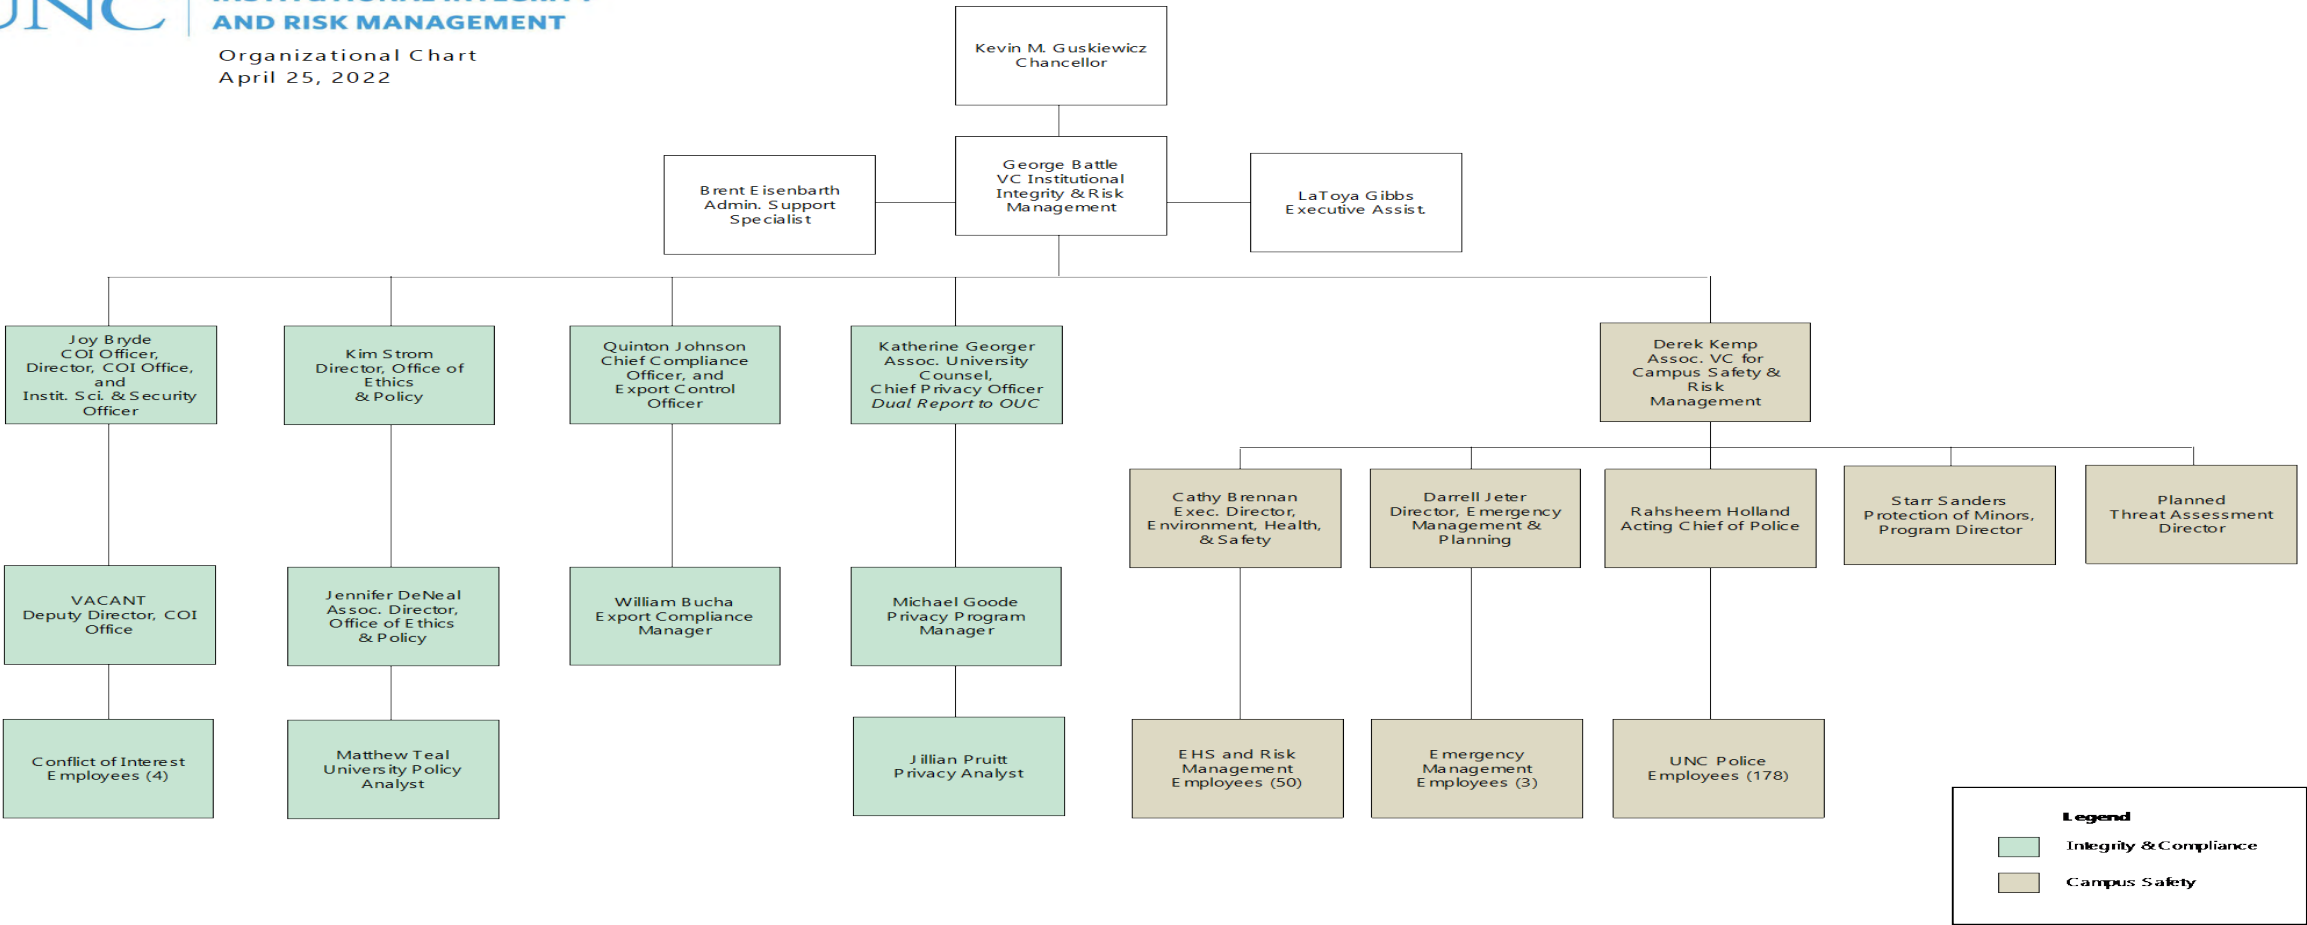 UNC
INSTITUTIONAL INTEGRITY
AND RISK MANAGEMENT
Organizational Chart
April 25, 2022
Kevin M. Guskiewicz
Chancellor
George Battle
VC Institutional
Integrity & Risk
Management
Brent Eisenbarth
Admin. Support
Specialist
LaToya Gibbs
Executive Assist.
Joy Bryde
COI Officer,
Director, COI Office,
and
Instit. Sci. & Security
Officer
Kim Strom
Director, Office of
Ethics
& Policy
Quinton Johnson
Chief Compliance
Officer, and
Export Control
Officer
Katherine Georger
Assoc. University
Counsel,
Chief Privacy Officer
Dual Report to OUC
Derek Kemp
Assoc. VC for
Campus Safety &
Risk
Management
Cathy Brennan
Exec. Director,
Environment, Health,
& Safety
Darrell Jeter
Director, Emergency
Management &
Planning
Rahsheem Holland
Acting Chief of Police
Starr Sanders
Protection of Minors,
Program Director
Planned
Threat Assessment
Director
VACANT
Deputy Director, COI
Office
Jennifer DeNeal
Assoc. Director,
Office of Ethics
& Policy
William Bucha
Export Compliance
Manager
Michael Goode
Privacy Program
Manager
Conflict of Interest
Employees (4)
Matthew Teal
University Policy
Analyst
Jillian Pruitt
Privacy Analyst
EHS and Risk
Management
Employees (50)
Emergency
Management
Employees (3)
UNC Police
Employees (178)
Legend
Integrity & Compliance
Campus Safety